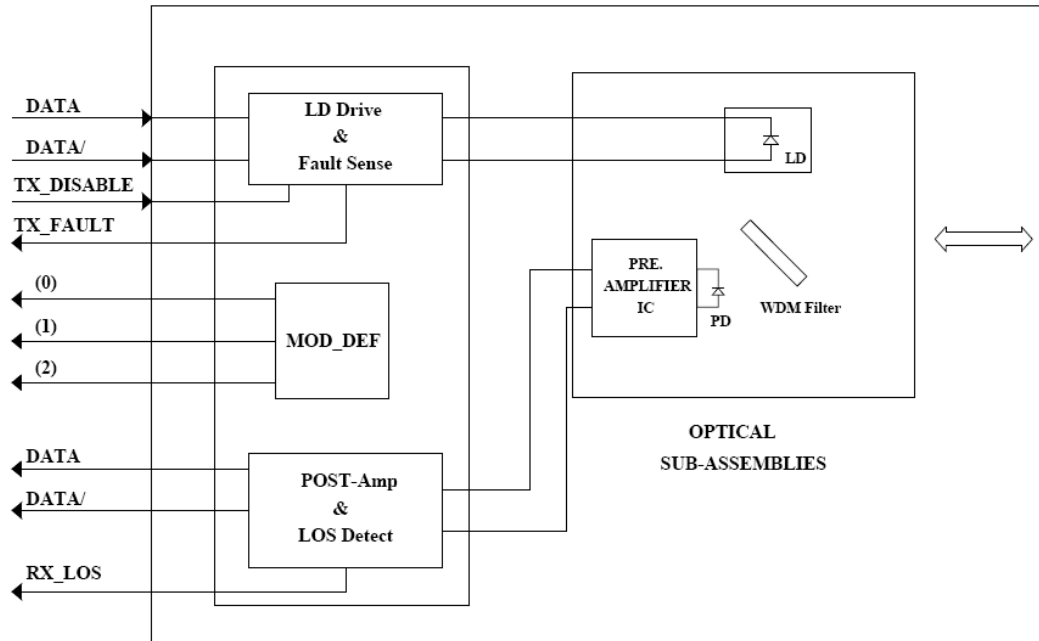 DATA
DATA/
TX_DISABLE
TX_FAULT
(0)
(1)
(2)
DATA
DATA/
RX_LOS
LD Drive
&
Fault Sense
MOD_DEF
POST-Amp
&
LOS Detect
LD
PRE.
AMPLIFIER
IC
PD
WDM Filter
OPTICAL
SUB-ASSEMBLIES